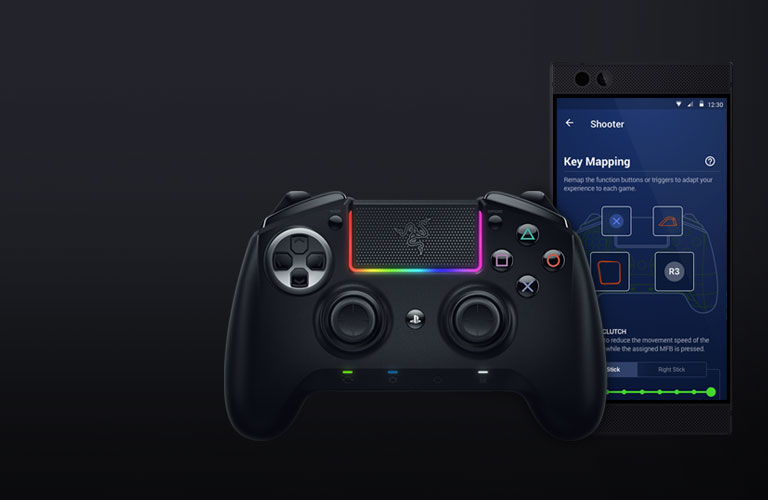 12:30
Shooter
Key Mapping
Remap the function buttons or triggers to adapt your
experience to each game.
R3
CLUTCH
to reduce the movement speed of the
while the assigned MFB is pressed.
Stick
Right Stick